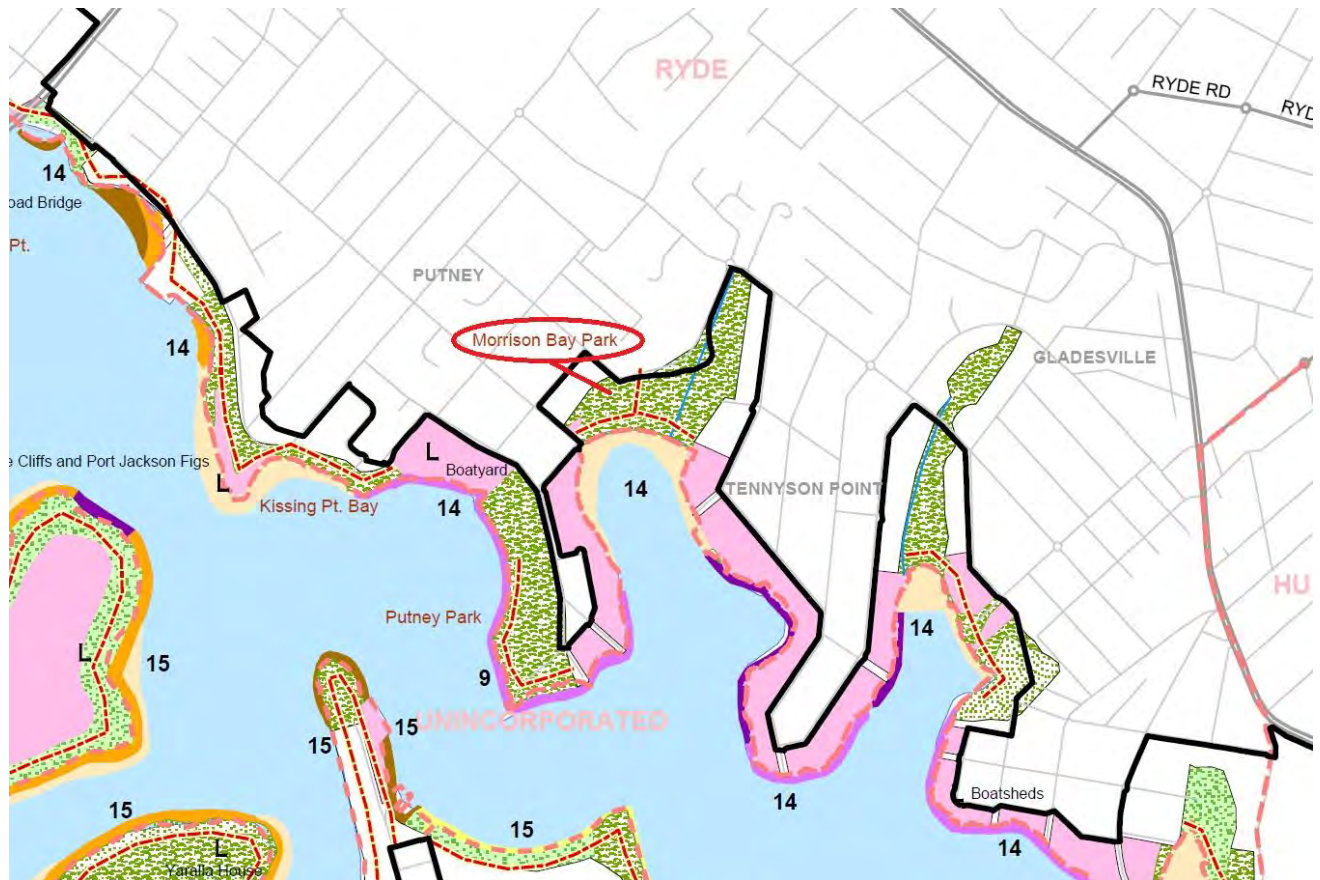 RYDE
RYDE RD
RYD
14
oad Bridge
Pt.
PUTNEY
14
Morrison Bay Park
GLADESVILLE
e Cliffs and Port Jackson Figs
L
L
Boatyard
Kissing Pt. Bay
14
14
TENNYSON POINT
HU
Putney Park
14
L
15
9
15
UNINCORPORATED
15
15
15
14
L
Boatsheds
14
L
Yaralla House